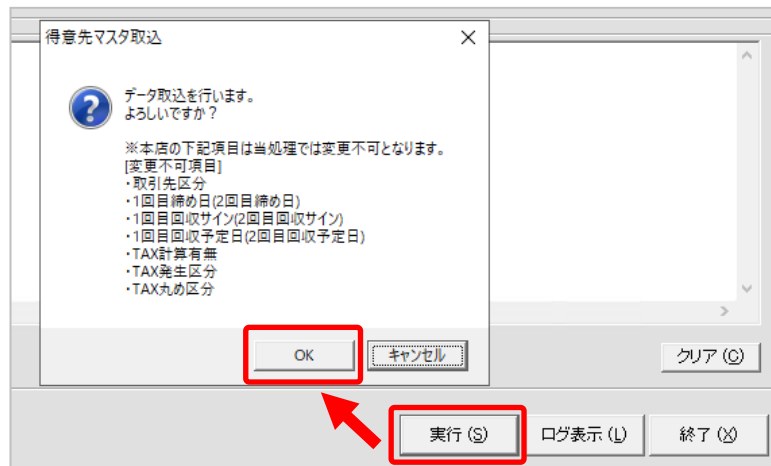 得意先マスタ取込
データ取込を行います。
よろしいですか？
※本店の下記項目は当処理では変更不可となります。
[変更不可項目]
・取引先区分
・1回目締め日(2回目締め日)
・1回目回収サイン(2回目回収サイン)
・1回目回収予定日(2回目回収予定日)
・TAX計算有無
・TAX発生区分
・TAX丸め区分
OK
キャンセル
クリア (C)
実行 (S)
ログ表示 (L)
終了 (X)